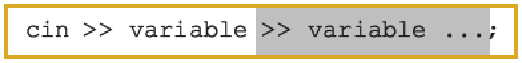 cin >> variable >> variable ...;